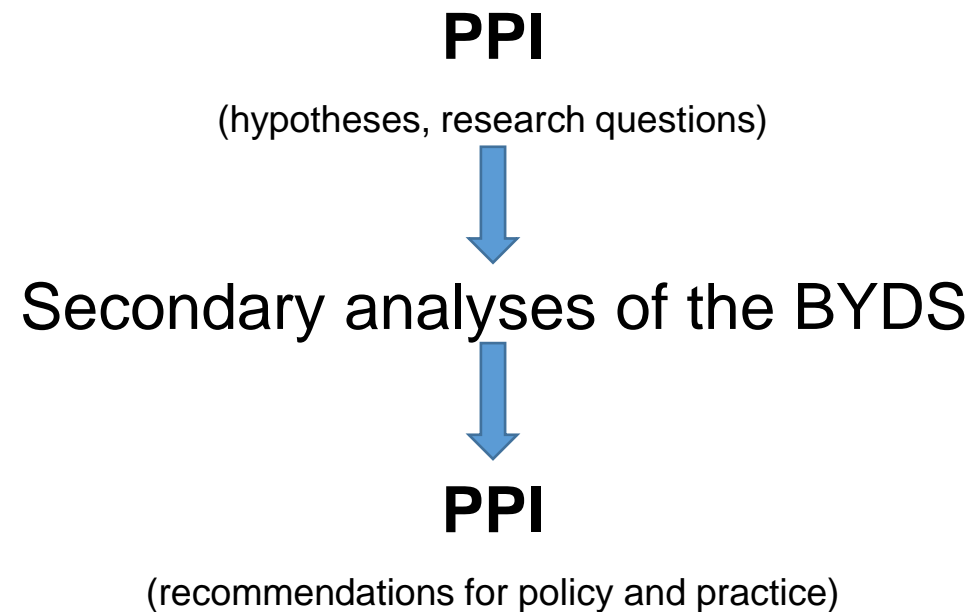 PPI
(hypotheses, research questions)
Secondary analyses of the BYDS
PPI
(recommendations for policy and practice)